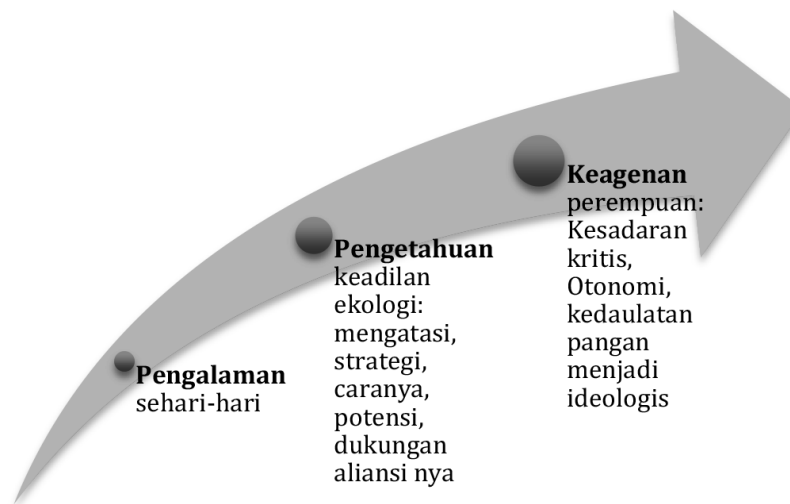 Pengalaman
sehari-hari
Pengetahuan
keadilan
ekologi:
mengatasi,
strategi,
caranya,
potensi,
dukungan
aliansi nya
Keagenan
perempuan:
Kesadaran
kritis,
Otonomi,
kedaulatan
pangan
menjadi
ideologis